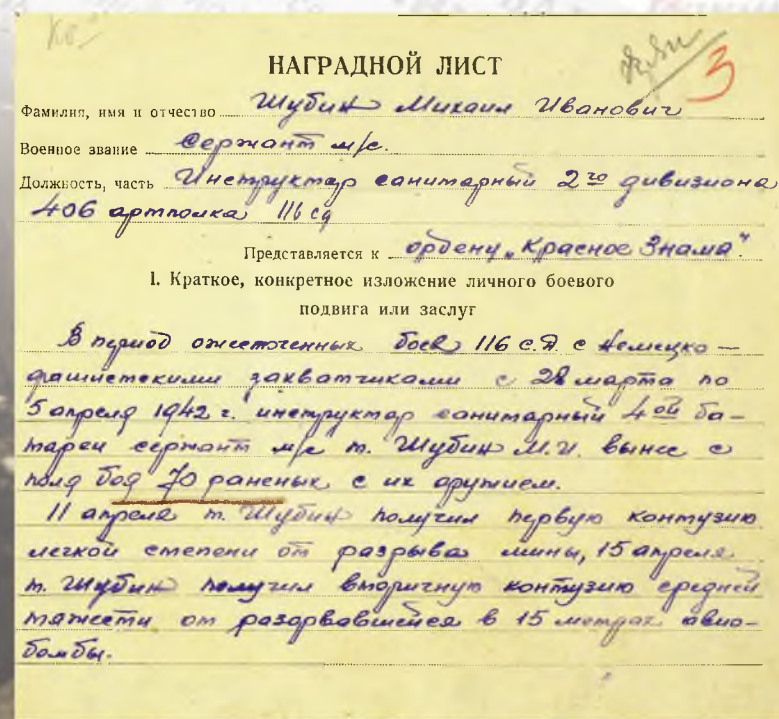 3
НАГРАДНОЙ ЛИСТ
Фамилия, имя и отчество Шубин Михаил Иванович
Военное звание Сержант м/с.
Должность, часть Инструктор санитарный 2го дивизиона
406 артполка 116 сд
Представляется к ордену „Красное Знамя“.
1. Краткое, конкретное изложение личного боевого
подвига или заслуг
В период ожесточенных боев 116 С.Д. с немецко-
фашистскими захватчиками с 28 марта по
5 апреля 1942 г. инструктор санитарный 4ой ба-
тареи сержант м/с т. Шубин М.И. вынес с
поля боя 70 раненых с их оружием.
11 апреля т. Шубин получил первую контузию
легкой степени от разрыва мины, 15 апреля
т. Шубин получил вторичную контузию средней
тяжести от разорвавшейся в 15 метрах авио-
бомбы.